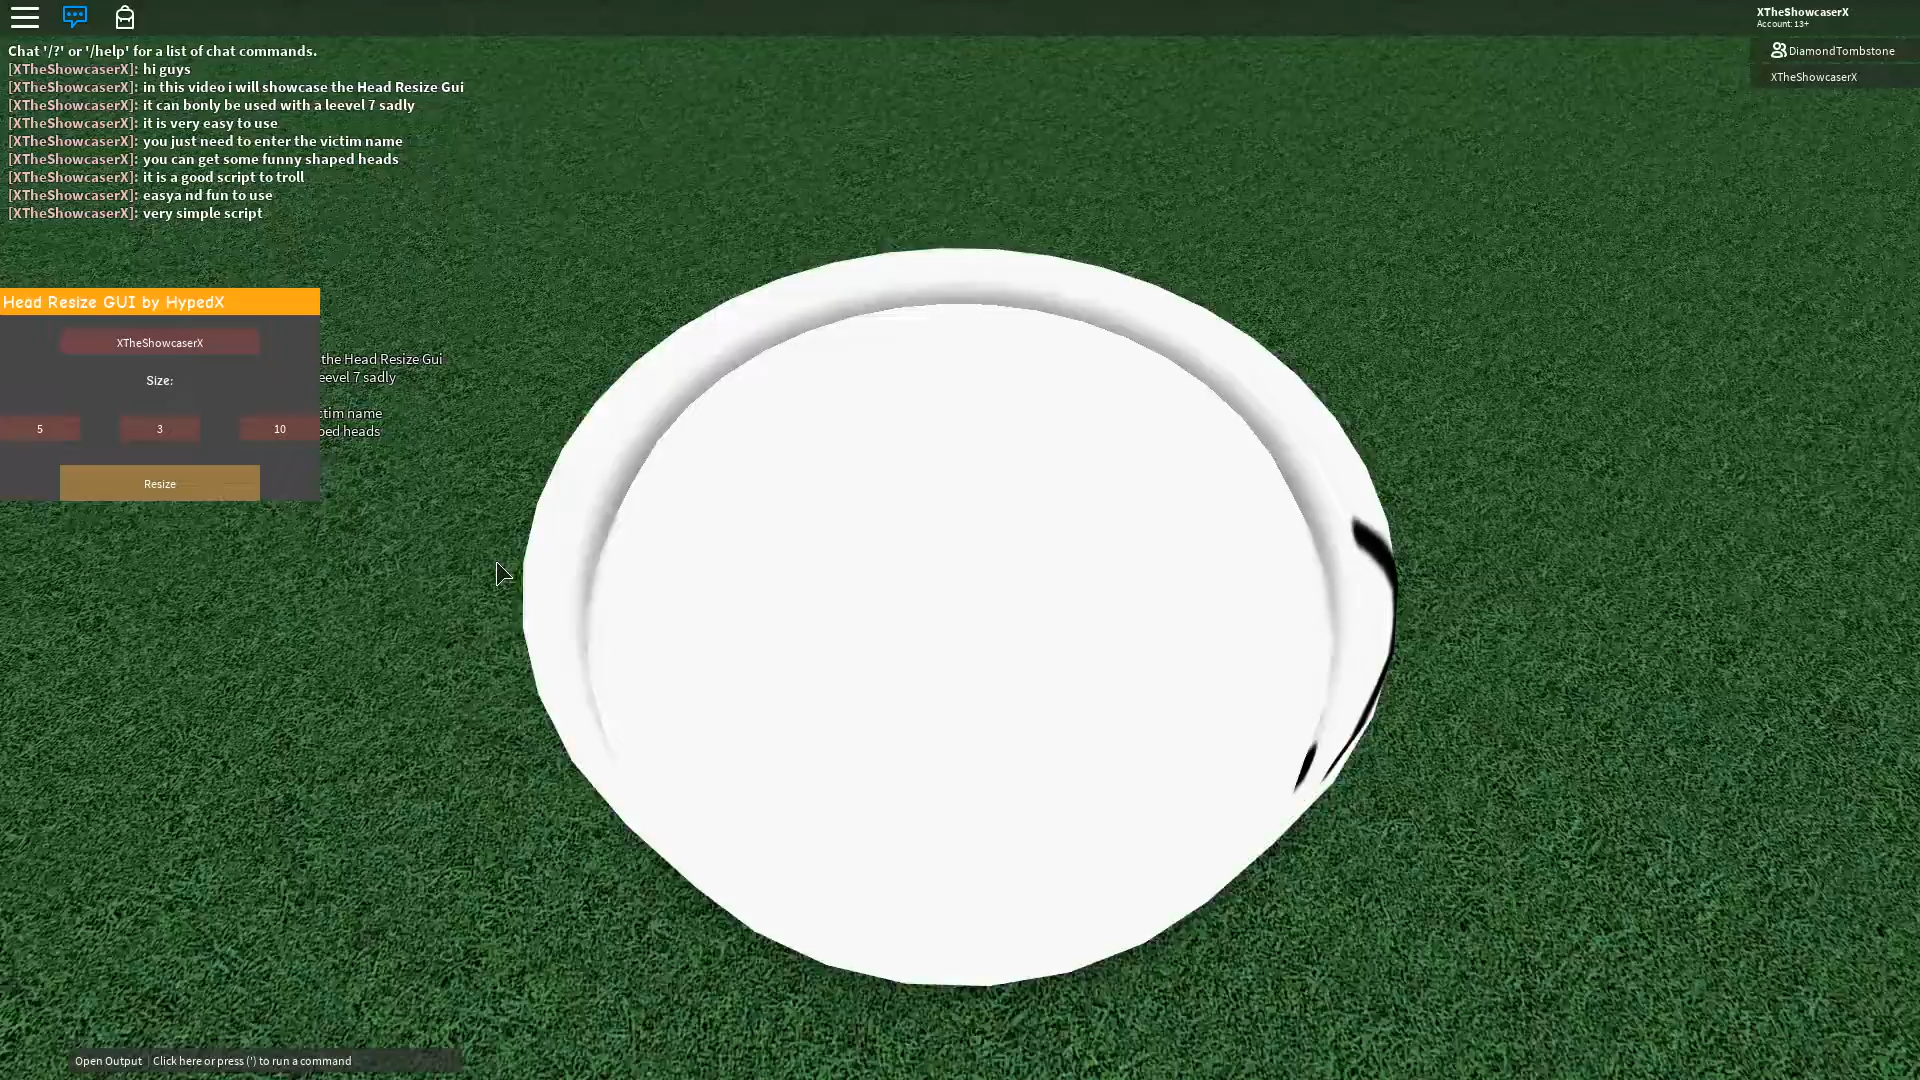 XTheShowcaserX
Account: 13+
DiamondTombstone
XTheShowcaserX
Chat '/?' or '/help' for a list of chat commands.
[XTheShowcaserX]: hi guys
[XTheShowcaserX]: in this video i will showcase the Head Resize Gui
[XTheShowcaserX]: it can bonly be used with a leevel 7 sadly
[XTheShowcaserX]: it is very easy to use
[XTheShowcaserX]: you just need to enter the victim name
[XTheShowcaserX]: you can get some funny shaped heads
[XTheShowcaserX]: it is a good script to troll
[XTheShowcaserX]: easya nd fun to use
[XTheShowcaserX]: very simple script
Head Resize GUI by HypedX
XTheShowcaserX
the Head Resize Gui
Size:
eevel 7 sadly
ctim name
5 3 10
ped heads
Resize
Open Output Click here or press (') to run a command